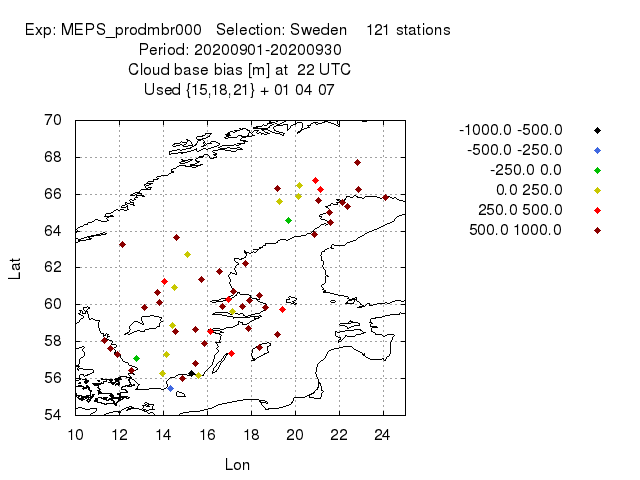 Exp: MEPS_prodmbr000 Selection: Sweden 121 stations
Period: 20200901-20200930
Cloud base bias [m] at 22 UTC
Used {15,18,21} + 01 04 07
70
68
66
64
62
60
58
56
54
10 12 14 16 18 20 22 24
Lat
Lon
-1000.0 -500.0
-500.0 -250.0
-250.0 0.0
0.0 250.0
250.0 500.0
500.0 1000.0